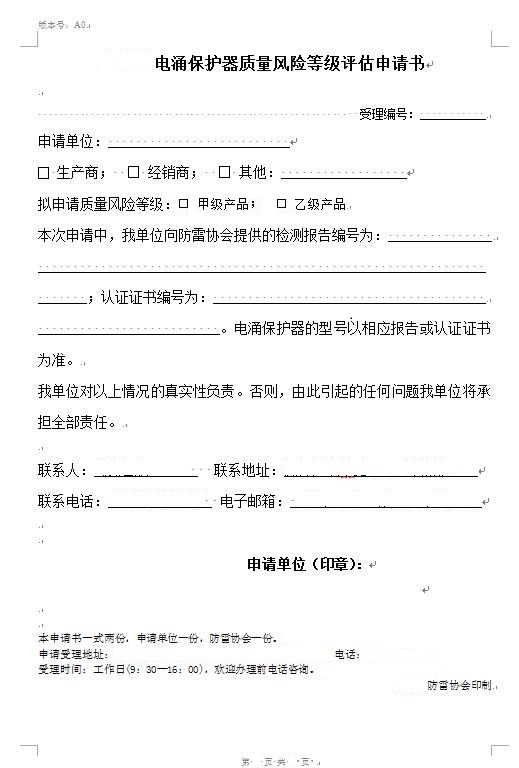 版本号：A0
电涌保护器质量风险等级评估申请书
受理编号：
申请单位：
□ 生产商； □ 经销商； □ 其他：
拟申请质量风险等级：□ 甲级产品； □ 乙级产品
本次申请中，我单位向防雷协会提供的检测报告编号为：
；认证证书编号为：
。电涌保护器的型号以相应报告或认证证书
为准。
我单位对以上情况的真实性负责。否则，由此引起的任何问题我单位将承
担全部责任。
联系人： 联系地址：
联系电话： 电子邮箱：
申请单位（印章）：
本申请书一式两份，申请单位一份，防雷协会一份。
申请受理地址： 电话：
受理时间：工作日(9：30—16：00)，欢迎办理前电话咨询。
防雷协会印制
第 页 共 页